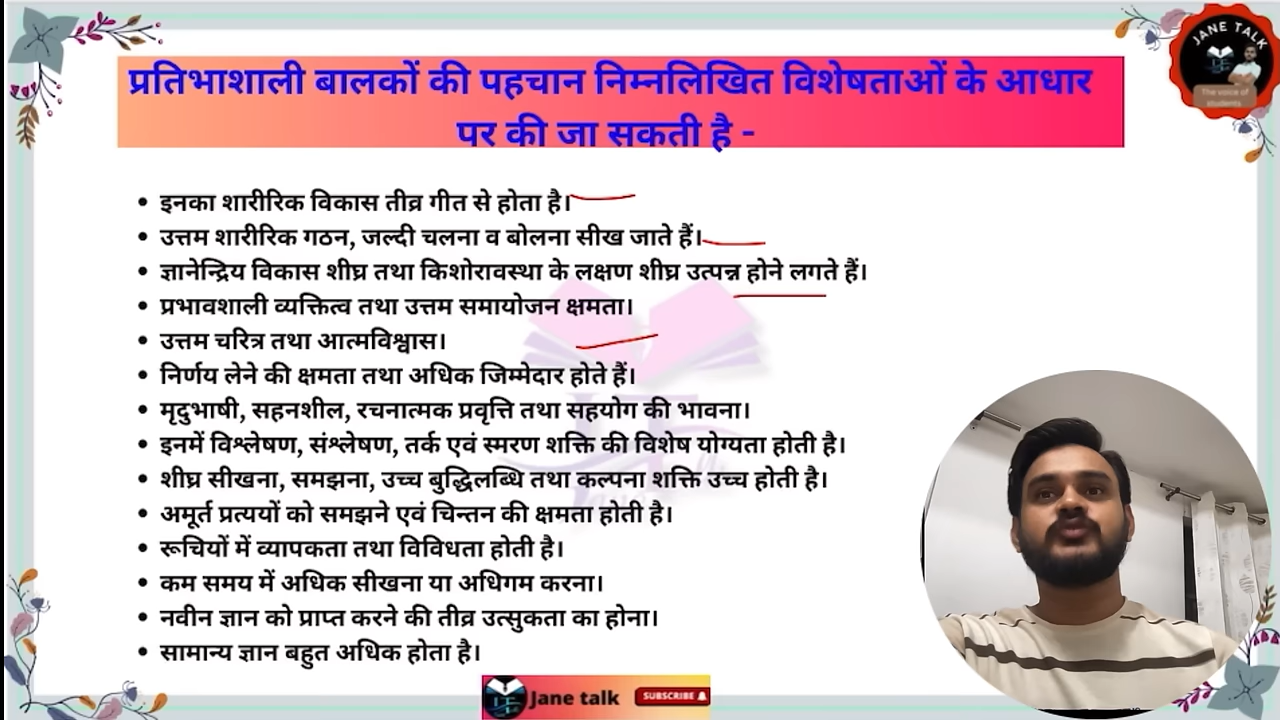 प्रतिभाशाली बालकों की पहचान निम्नलिखित विशेषताओं के आधार
पर की जा सकती है -
JANE TALK
The voice of
students
• इनका शारीरिक विकास तीव्र गीत से होता है।
• उत्तम शारीरिक गठन, जल्दी चलना व बोलना सीख जाते हैं।
• ज्ञानेन्द्रिय विकास शीघ्र तथा किशोरावस्था के लक्षण शीघ्र उत्पन्न होने लगते हैं।
• प्रभावशाली व्यक्तित्व तथा उत्तम समायोजन क्षमता।
• उत्तम चरित्र तथा आत्मविश्वास।
• निर्णय लेने की क्षमता तथा अधिक जिम्मेदार होते हैं।
• मृदुभाषी, सहनशील, रचनात्मक प्रवृत्ति तथा सहयोग की भावना।
• इनमें विश्लेषण, संश्लेषण, तर्क एवं स्मरण शक्ति की विशेष योग्यता होती है।
• शीघ्र सीखना, समझना, उच्च बुद्धिलब्धि तथा कल्पना शक्ति उच्च होती है।
• अमूर्त प्रत्ययों को समझने एवं चिन्तन की क्षमता होती है।
• रूचियों में व्यापकता तथा विविधता होती है।
• कम समय में अधिक सीखना या अधिगम करना।
• नवीन ज्ञान को प्राप्त करने की तीव्र उत्सुकता का होना।
• सामान्य ज्ञान बहुत अधिक होता है।
Jane talk SUBSCRIBE